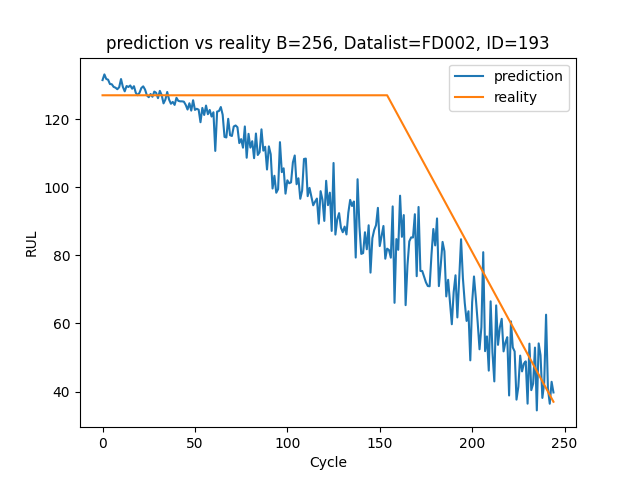 prediction vs reality B=256, Datalist=FD002, ID=193
prediction
reality
RUL
120
100
80
60
40
0
50
100
150
200
250
Cycle